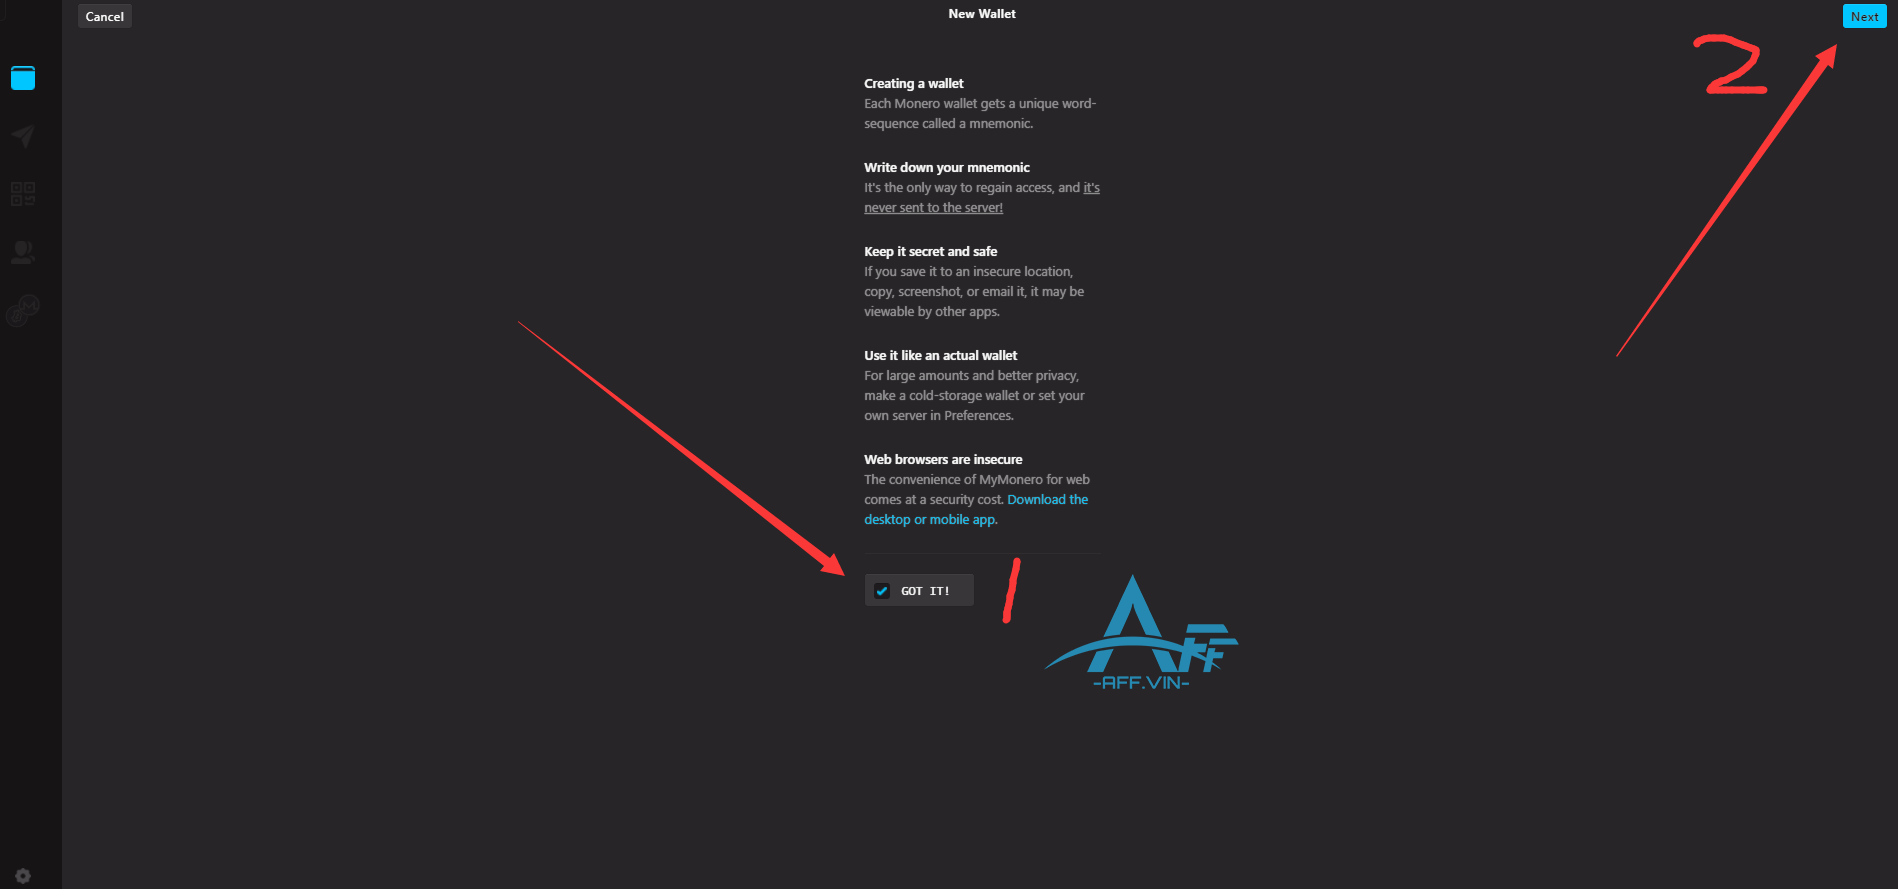 Cancel
New Wallet
Next
2
Creating a wallet
Each Monero wallet gets a unique word-
sequence called a mnemonic.
Write down your mnemonic
It's the only way to regain access, and it's
never sent to the server!
Keep it secret and safe
If you save it to an insecure location,
copy, screenshot, or email it, it may be
viewable by other apps.
Use it like an actual wallet
For large amounts and better privacy,
make a cold-storage wallet or set your
own server in Preferences.
Web browsers are insecure
The convenience of MyMonero for web
comes at a security cost. Download the
desktop or mobile app.
GOT IT!
1
AFF
-AFF.VIN-